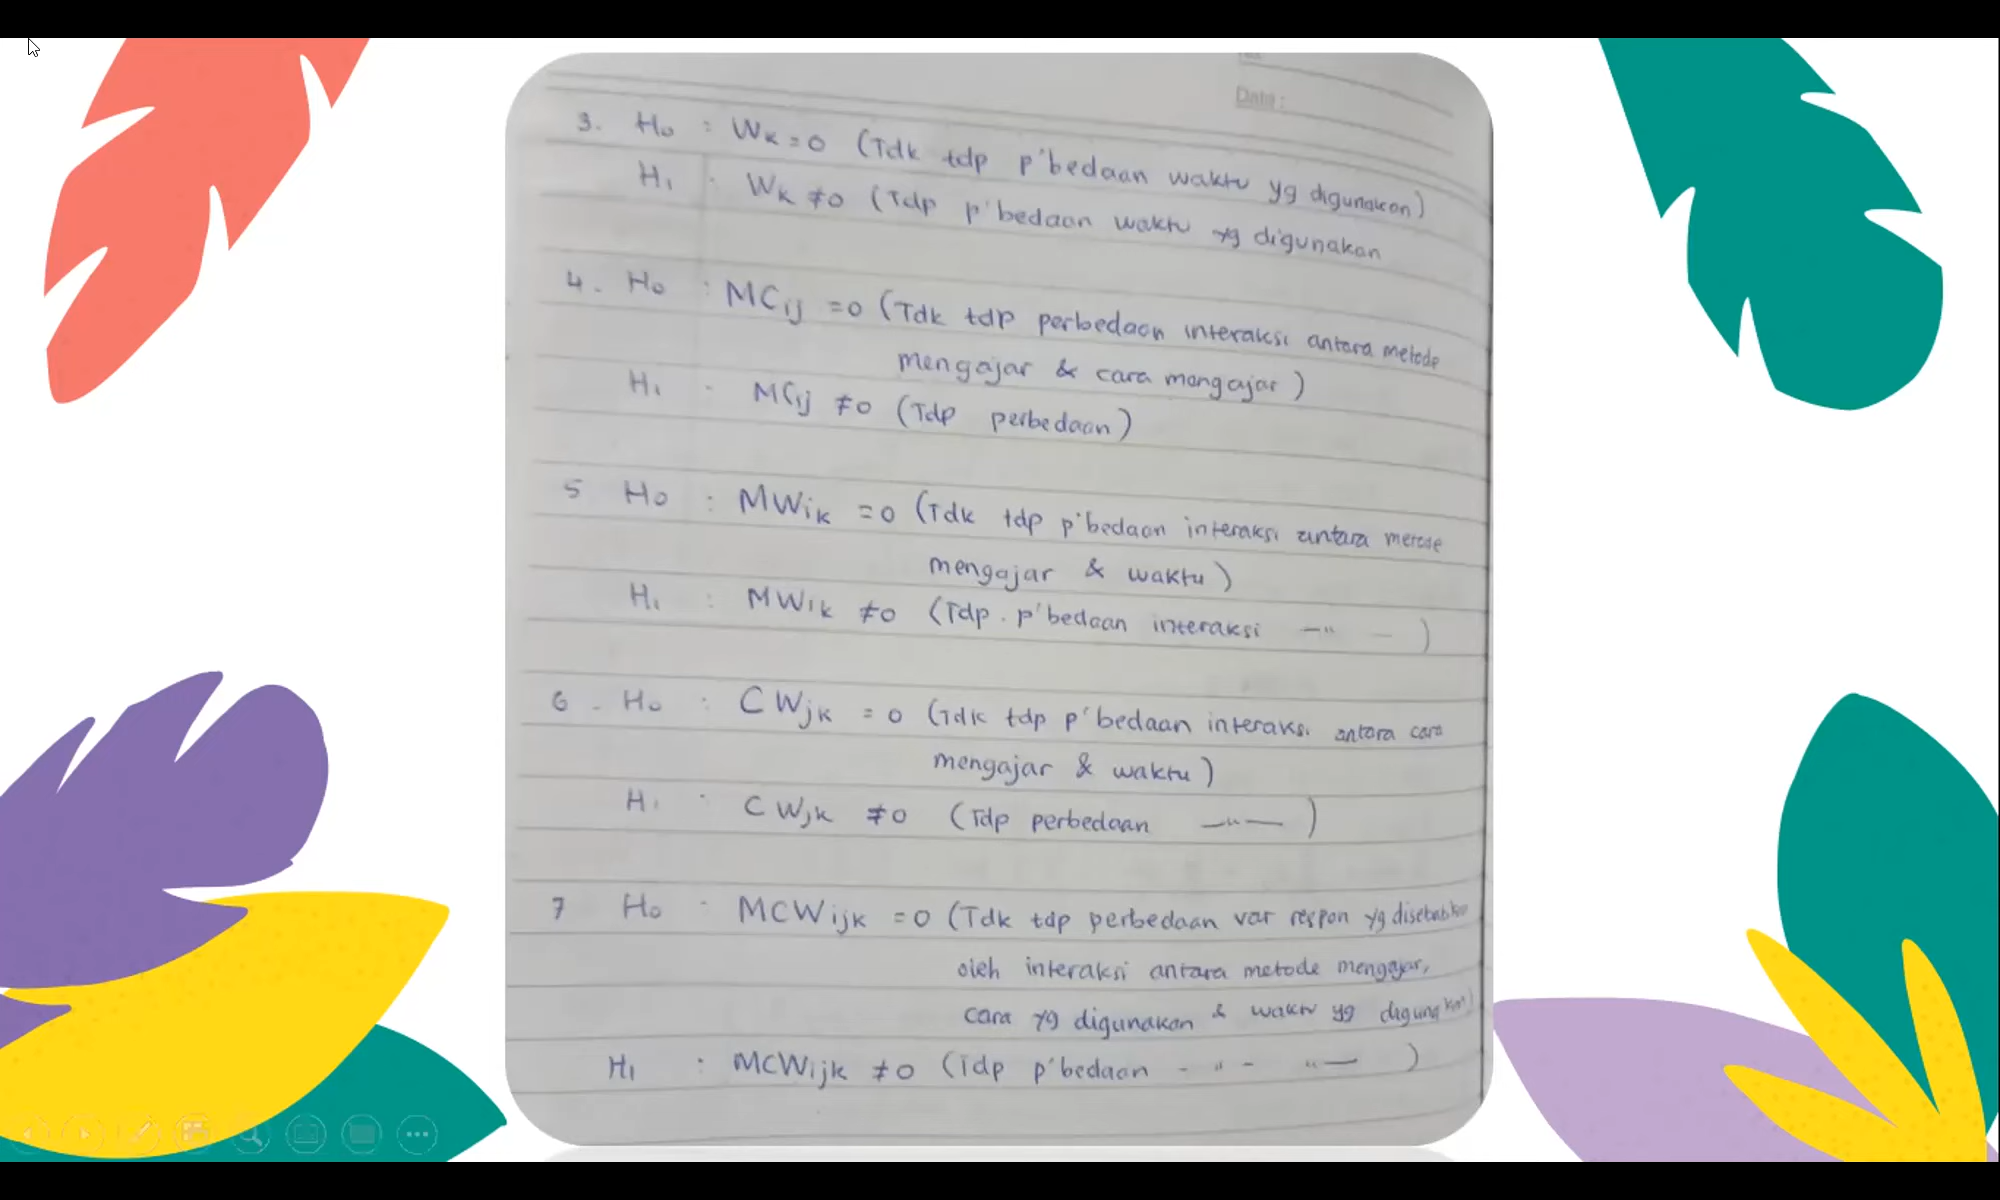 Date :
3. H₀ : Wk = 0 (Tdk tdp p'bedaan waktu yg digunakan)
H₁ : Wk ≠ 0 (Tdp p'bedaan waktu yg digunakan
4. H₀ : MCij = 0 (Tdk tdp perbedaan interaksi antara metode
mengajar & cara mengajar)
H₁ : MCij ≠ 0 (Tdp perbedaan)
5 H₀ : MWik = 0 (Tdk tdp p'bedaan interaksi antara metode
mengajar & waktu)
H₁ : MWik ≠ 0 (Tdp. p'bedaan interaksi —"—)
6. H₀ : CWjk = 0 (Tdk tdp p'bedaan interaksi antara cara
mengajar & waktu)
H₁ : CWjk ≠ 0 (Tdp perbedaan —"—)
7 H₀ : MCWijk = 0 (Tdk tdp perbedaan var respon yg disebabkan
oleh interaksi antara metode mengajar,
cara yg digunakan & waktu yg digunakan)
H₁ : MCWijk ≠ 0 (Tdp p'bedaan -"- "—)